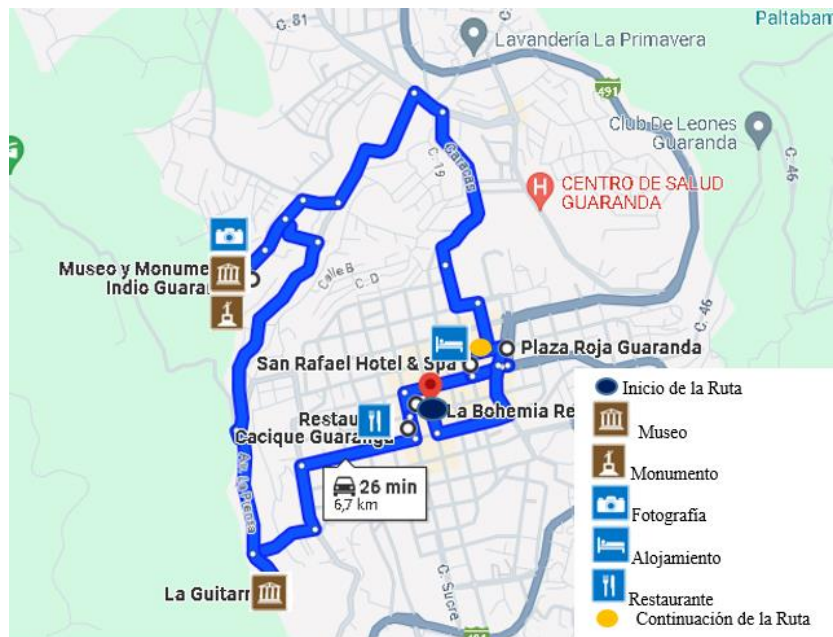 C. 81
Paltabam
Lavandería La Primavera
491
Club De Leones
Guaranda
C. 46
Caracas
C. 19
H
CENTRO DE SALUD
GUARANDA
Museo y Monume
Indio Guaran
Calle B
C. D
C. 46
Plaza Roja Guaranda
San Rafael Hotel & Spa
La Bohemia Re
Restau
Cacique Guarang
26 min
6,7 km
Av. La Prensa
La Guitarr
C. Sucre
491
Inicio de la Ruta
Museo
Monumento
Fotografía
Alojamiento
Restaurante
Continuación de la Ruta